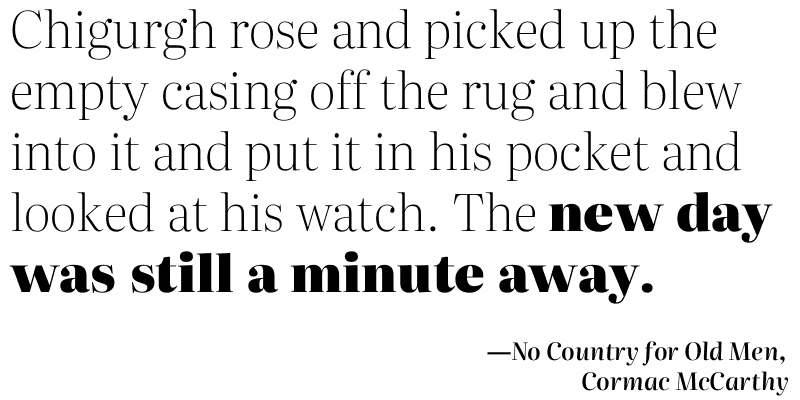 Chigurgh rose and picked up the
empty casing off the rug and blew
into it and put it in his pocket and
looked at his watch. The new day
was still a minute away.
—No Country for Old Men,
Cormac McCarthy